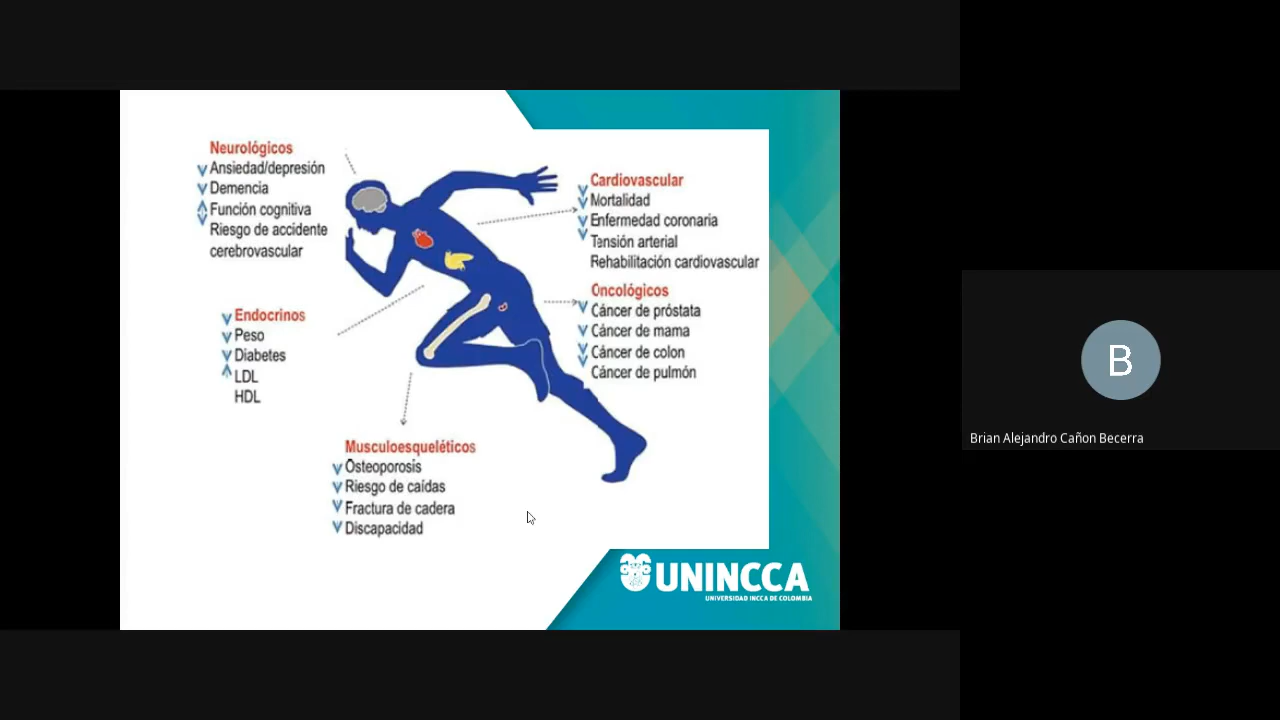 Neurológicos
Ansiedad/depresión
Demencia
Función cognitiva
Riesgo de accidente
cerebrovascular
Cardiovascular
Mortalidad
Enfermedad coronaria
Tensión arterial
Rehabilitación cardiovascular
Oncológicos
Cáncer de próstata
Cáncer de mama
Cáncer de colon
Cáncer de pulmón
Endocrinos
Peso
Diabetes
LDL
HDL
Musculoesqueléticos
Osteoporosis
Riesgo de caídas
Fractura de cadera
Discapacidad
UNINCCA
UNIVERSIDAD INCCA DE COLOMBIA
B
Brian Alejandro Cañon Becerra